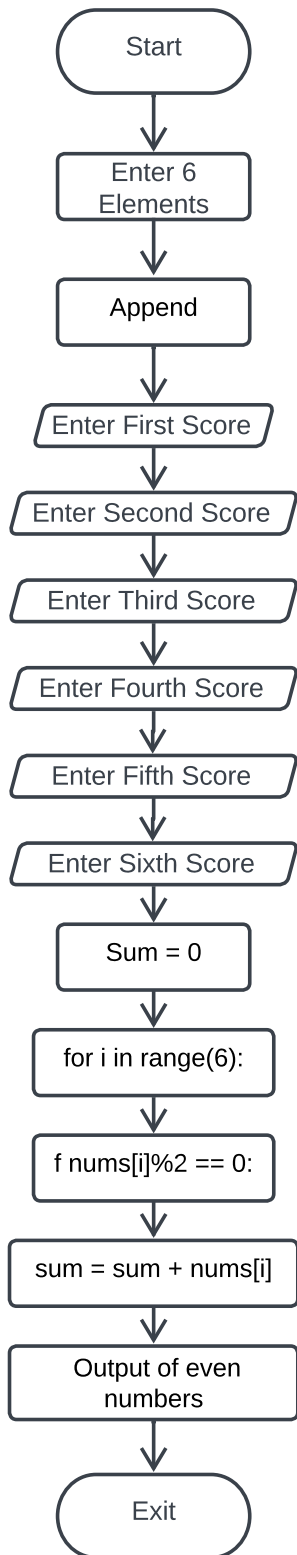 Start
Enter 6
Elements
Append
Enter First Score
Enter Second Score
Enter Third Score
Enter Fourth Score
Enter Fifth Score
Enter Sixth Score
Sum = 0
for i in range(6):
f nums[i]%2 == 0:
sum = sum + nums[i]
Output of even
numbers
Exit